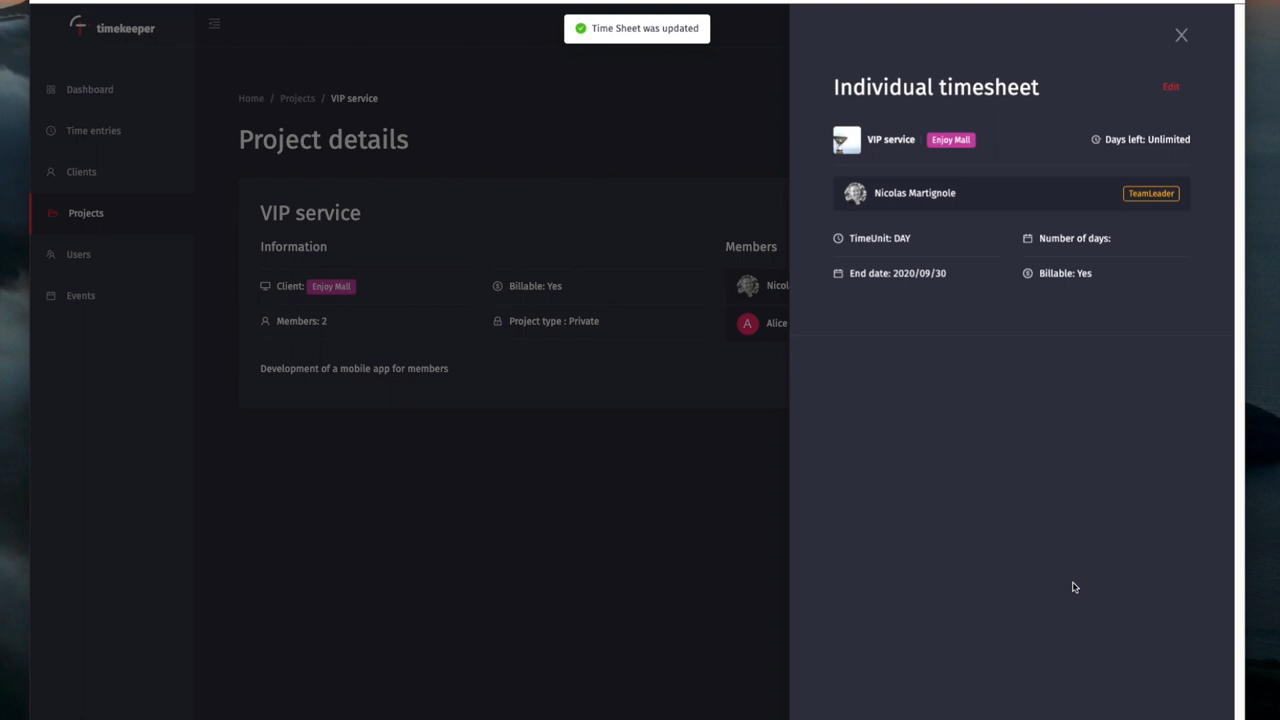 timekeeper
Time Sheet was updated
Dashboard
Time entries
Clients
Projects
Users
Events
Home / Projects / VIP service
Project details
VIP service
Information
Client: Enjoy Mall
Billable: Yes
Members: 2
Project type : Private
Development of a mobile app for members
Members
Nicol
A Alice
Individual timesheet
Edit
VIP service Enjoy Mall
Days left: Unlimited
Nicolas Martignole
TeamLeader
TimeUnit: DAY
Number of days:
End date: 2020/09/30
Billable: Yes